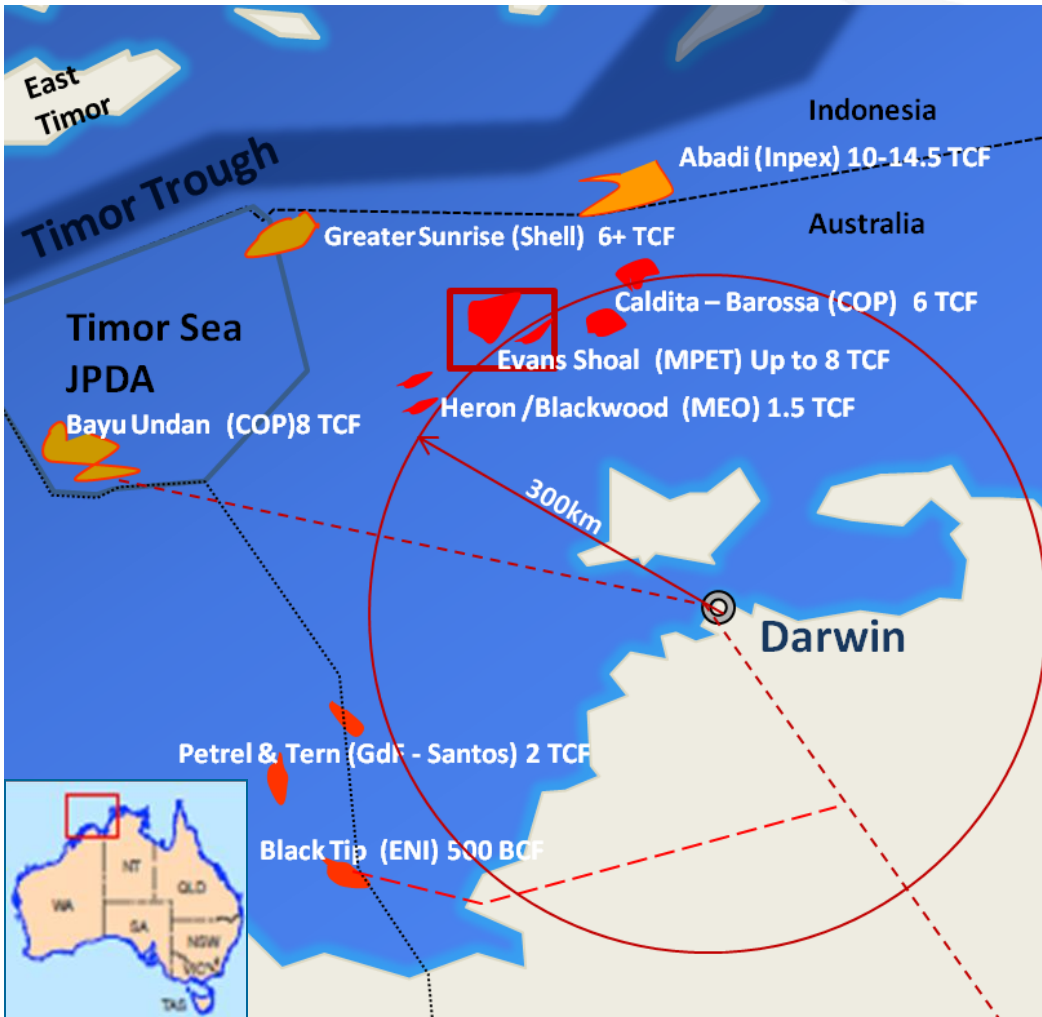 East
Timor
Indonesia
Abadi (Inpex) 10-14.5 TCF
Timor Trough
Australia
Greater Sunrise (Shell) 6+ TCF
Caldita – Barossa (COP) 6 TCF
Timor Sea
JPDA
Evans Shoal (MPET) Up to 8 TCF
Heron /Blackwood (MEO) 1.5 TCF
Bayu Undan (COP)8 TCF
300km
Darwin
Petrel & Tern (GdF - Santos) 2 TCF
Black Tip (ENI) 500 BCF
NT
QLD
WA
SA
NSW
VIC
TAS